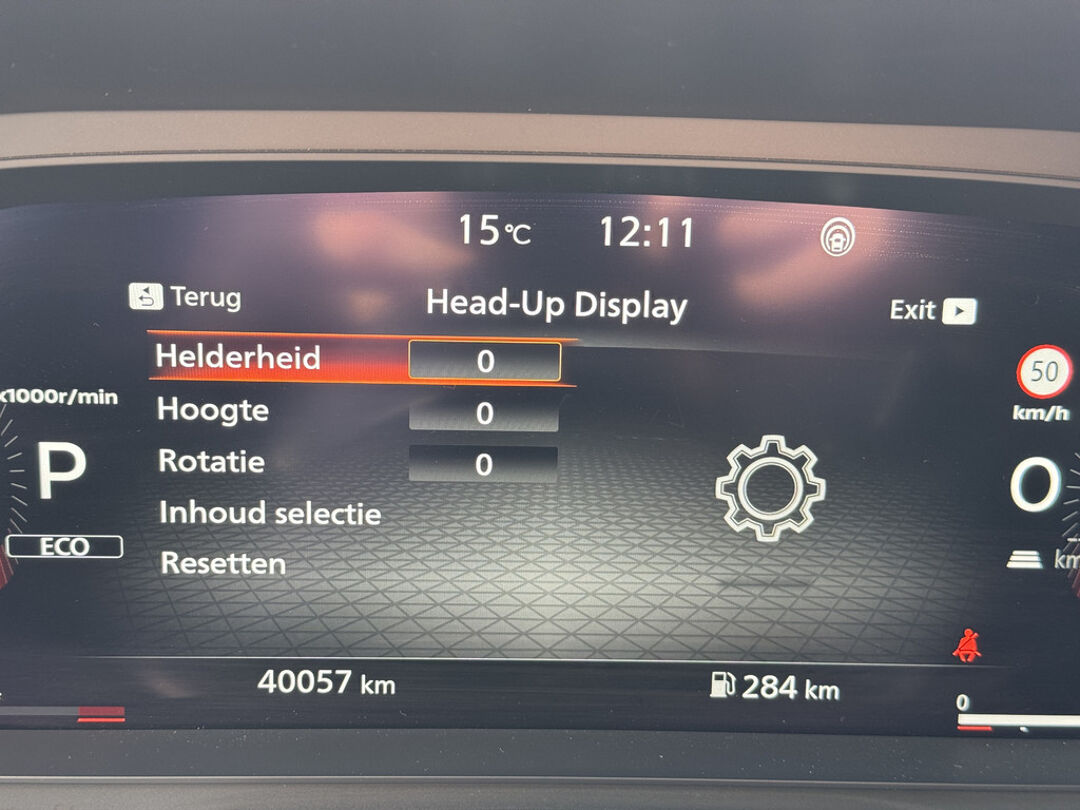 15°C 12:11
Terug Head-Up Display Exit
Helderheid 0
50
x1000r/min
Hoogte 0
km/h
P
Rotatie 0
0
Inhoud selectie
ECO
Resetten
km
40057 km 284 km
0